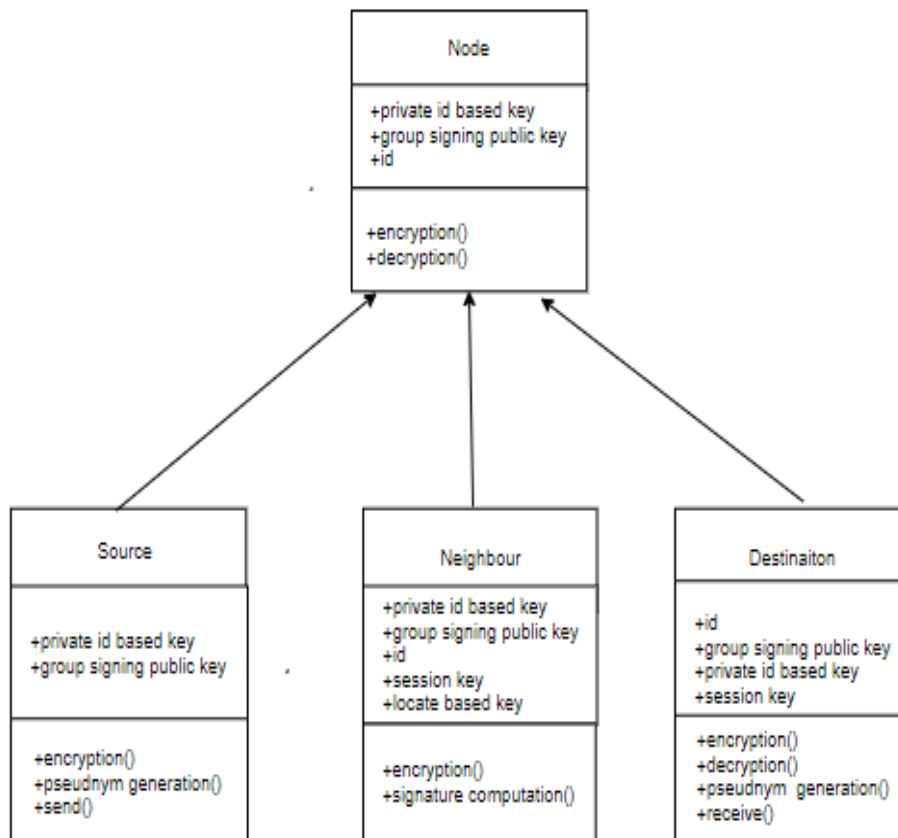 Node
+private id based key
+group signing public key
+id
+encryption()
+decryption()
Source
+private id based key
+group signing public key
+encryption()
+pseudnym generation()
+send()
Neighbour
+private id based key
+group signing public key
+id
+session key
+locate based key
+encryption()
+signature computation()
Destinaiton
+id
+group signing public key
+private id based key
+session key
+encryption()
+decryption()
+pseudnym generation()
+receive()